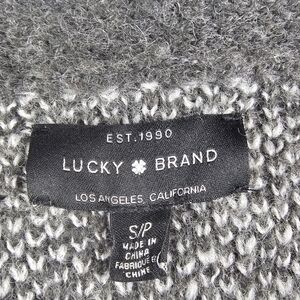 EST.1990
LUCKY BRAND
LOS ANGELES, CALIFORNIA
S/P
MADE IN
CHINA
FABRIQUÉ
CHINE